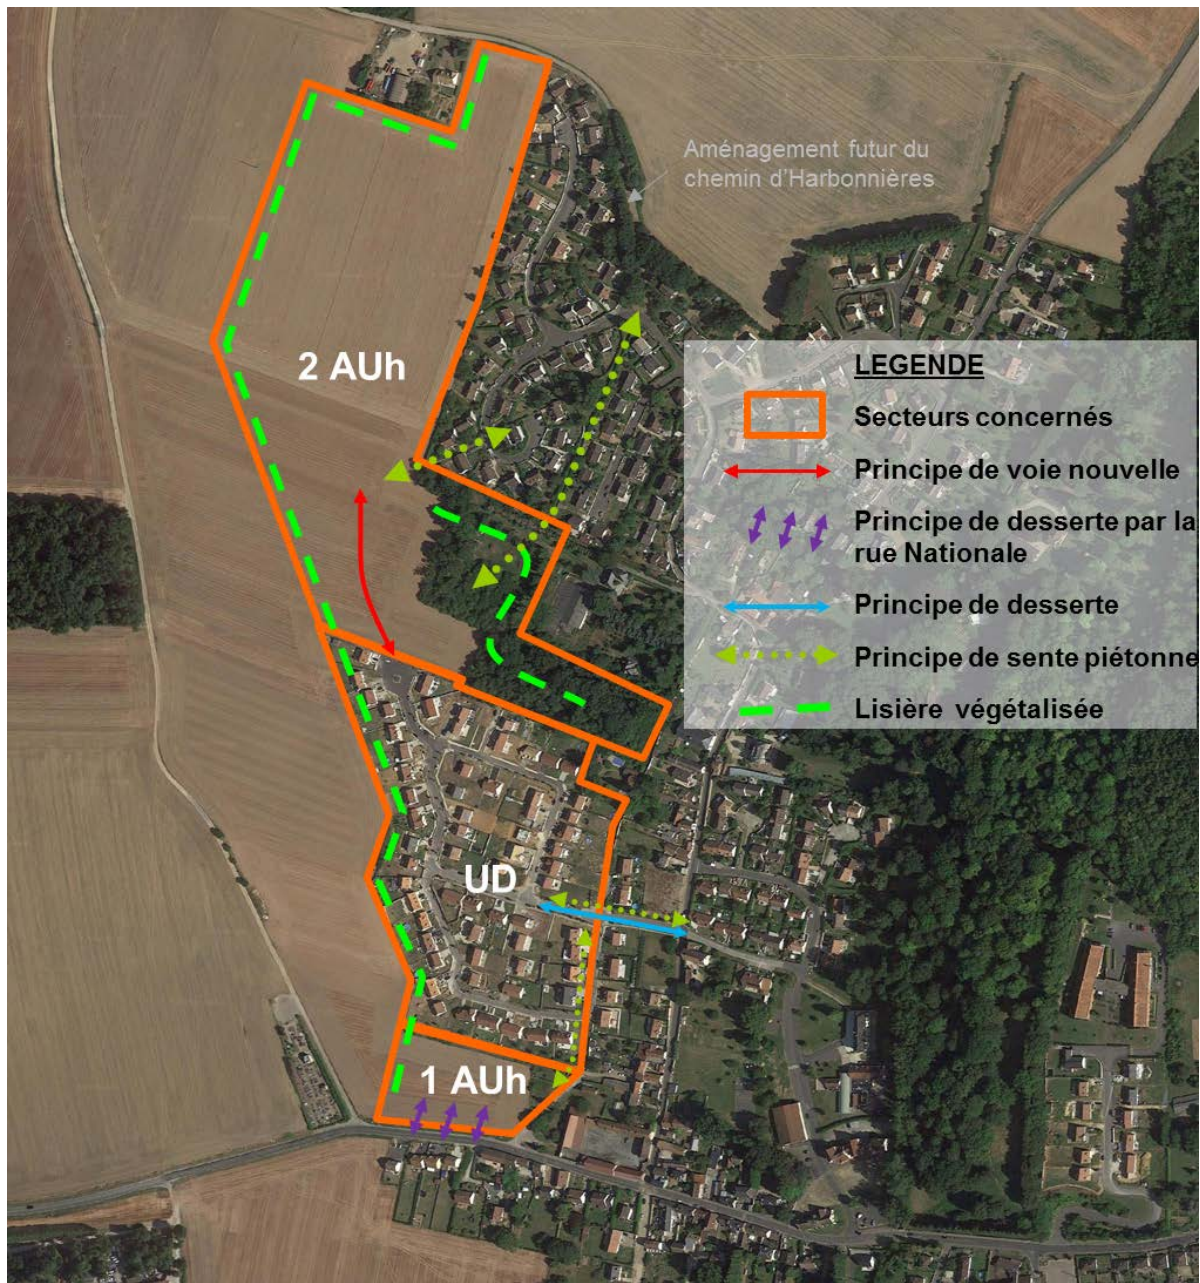 Aménagement futur du
chemin d'Harbonnières
2 AUh
LEGENDE
Secteurs concernés
Principe de voie nouvelle
Principe de desserte par la
rue Nationale
Principe de desserte
Principe de sente piétonne
Lisière végétalisée
UD
1 AUh